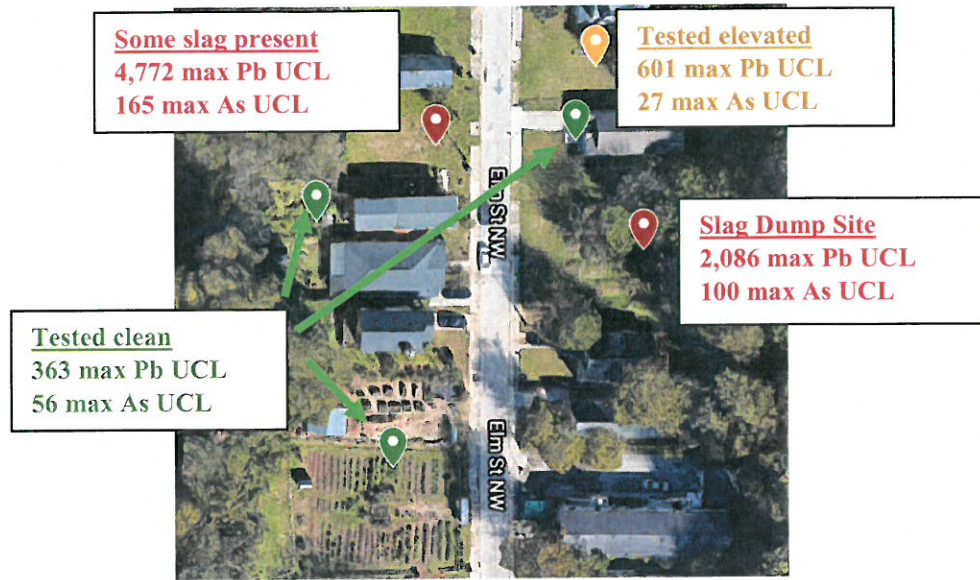 Some slag present
4,772 max Pb UCL
165 max As UCL
Tested elevated
601 max Pb UCL
27 max As UCL
Elm St NW
Slag Dump Site
2,086 max Pb UCL
100 max As UCL
Tested clean
363 max Pb UCL
56 max As UCL
Elm St NW